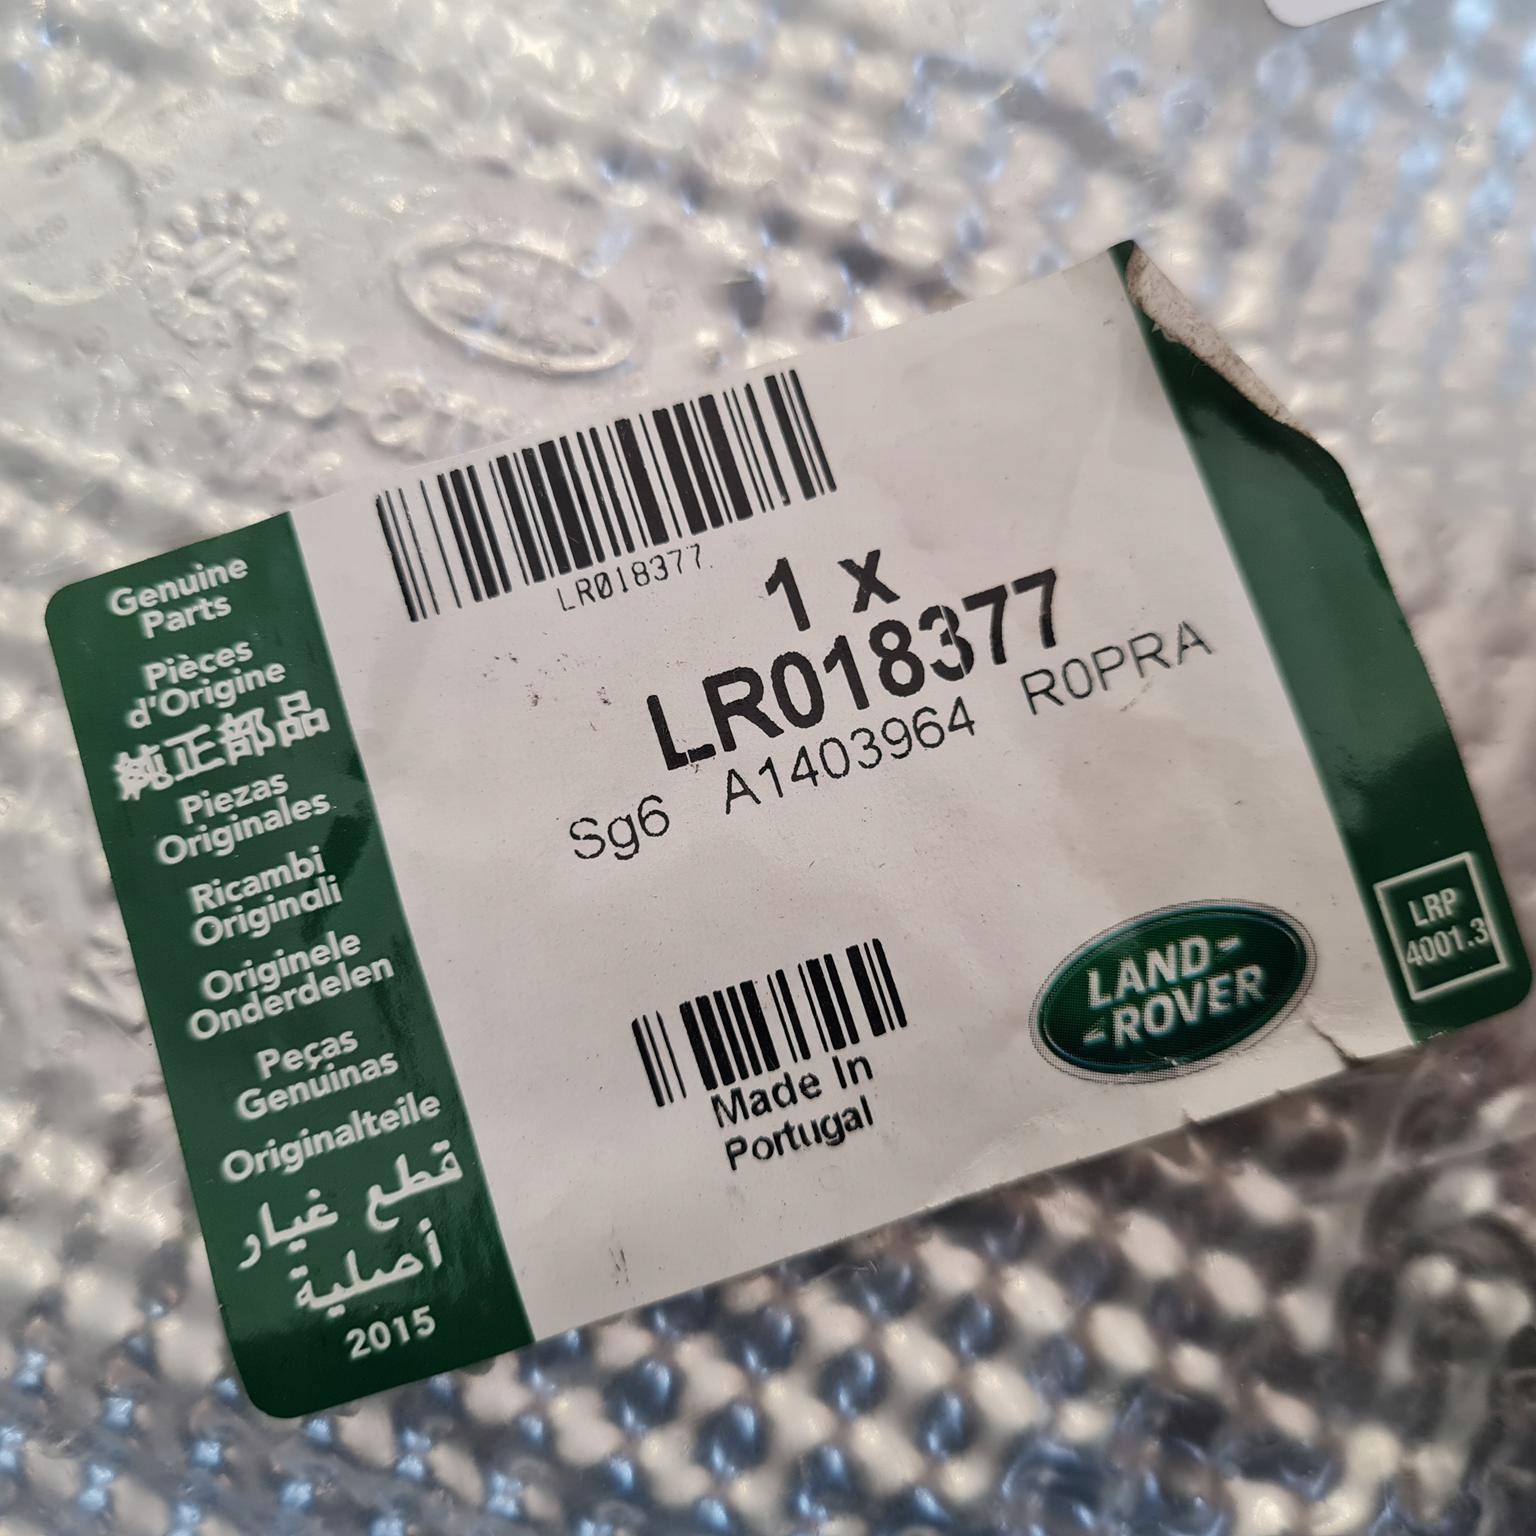 Genuine
Parts
Pièces
d'Origine
純正部品
Piezas
Originales
Ricambi
Originali
Originele
Onderdelen
Peças
Genuinas
Originalteile
قطع غيار
أصلية
2015
LR018377
1 x
LR018377
Sg6 A1403964 R0PRA
Made In
Portugal
LAND-
-ROVER
LRP
4001.3